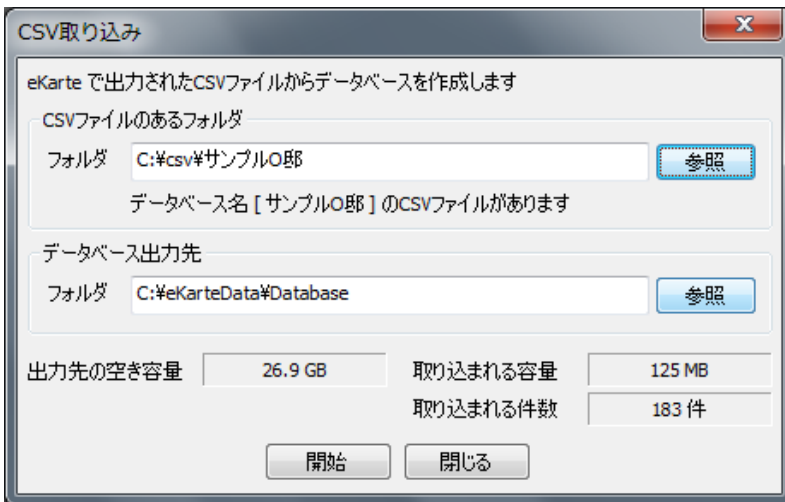 CSV取り込み
eKarte で出力されたCSVファイルからデータベースを作成します
CSVファイルのあるフォルダ
フォルダ C:¥csv¥サンプルO邸 参照
データベース名 [ サンプルO邸 ] のCSVファイルがあります
データベース出力先
フォルダ C:¥eKarteData¥Database 参照
出力先の空き容量 26.9 GB 取り込まれる容量 125 MB
取り込まれる件数 183 件
開始 閉じる